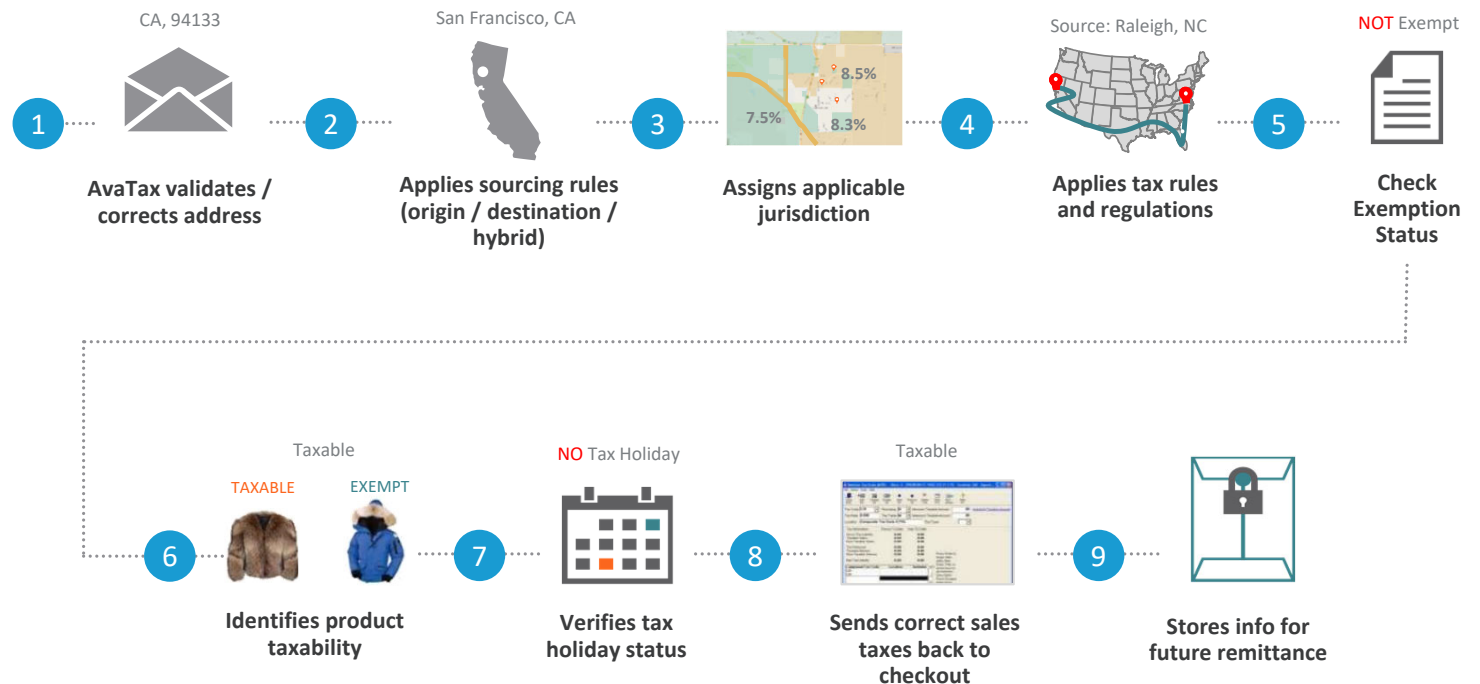 CA, 94133
San Francisco, CA
Source: Raleigh, NC
NOT Exempt
8.5%
7.5%
8.3%
1
2
3
4
5
AvaTax validates /
corrects address
Applies sourcing rules
(origin / destination /
hybrid)
Assigns applicable
jurisdiction
Applies tax rules
and regulations
Check
Exemption
Status
Taxable
TAXABLE
EXEMPT
NO Tax Holiday
Taxable
6
7
8
9
Identifies product
taxability
Verifies tax
holiday status
Sends correct sales
taxes back to
checkout
Stores info for
future remittance